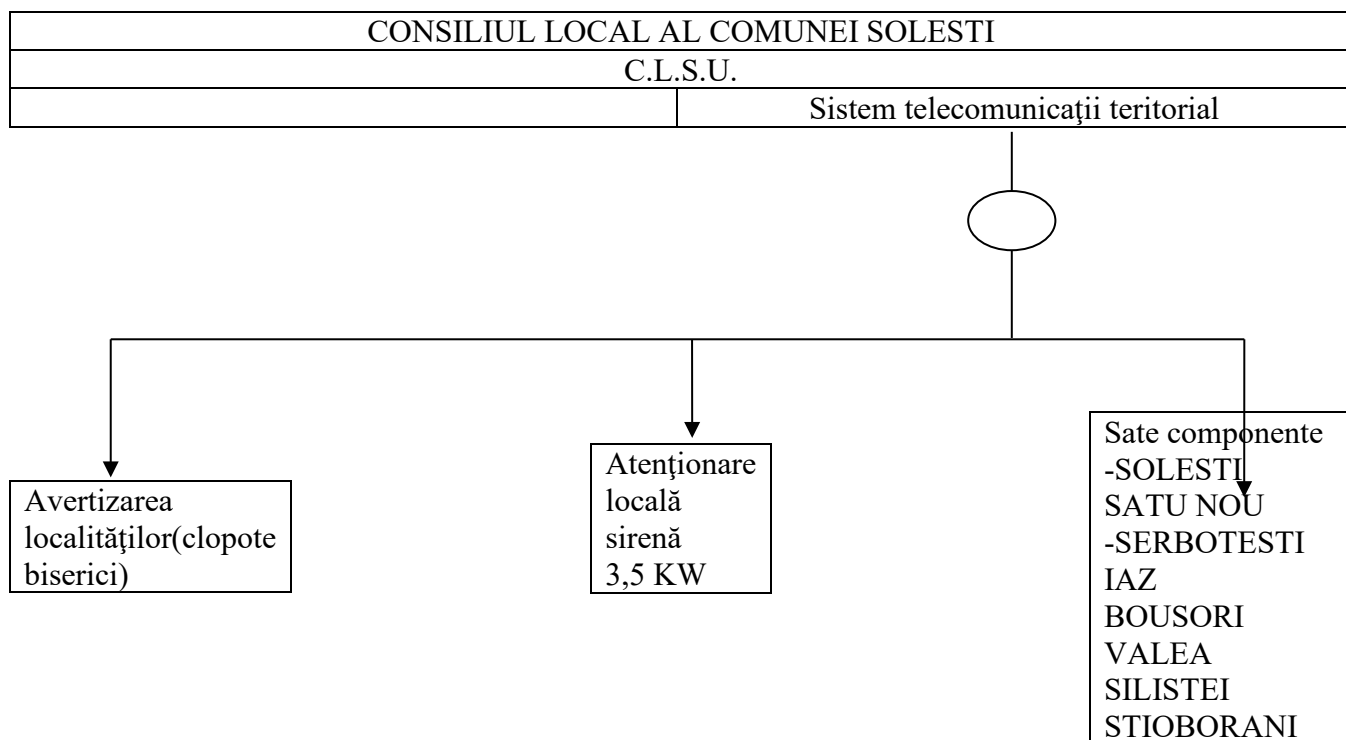 CONSILIUL LOCAL AL COMUNEI SOLESTI
C.L.S.U.
Sistem telecomunicaţii teritorial
Avertizarea
localităţilor(clopote
biserici)
Atenţionare
locală
sirenă
3,5 KW
Sate componente
-SOLESTI
SATU NOU
-SERBOTESTI
IAZ
BOUSORI
VALEA
SILISTEI
STIOBORANI